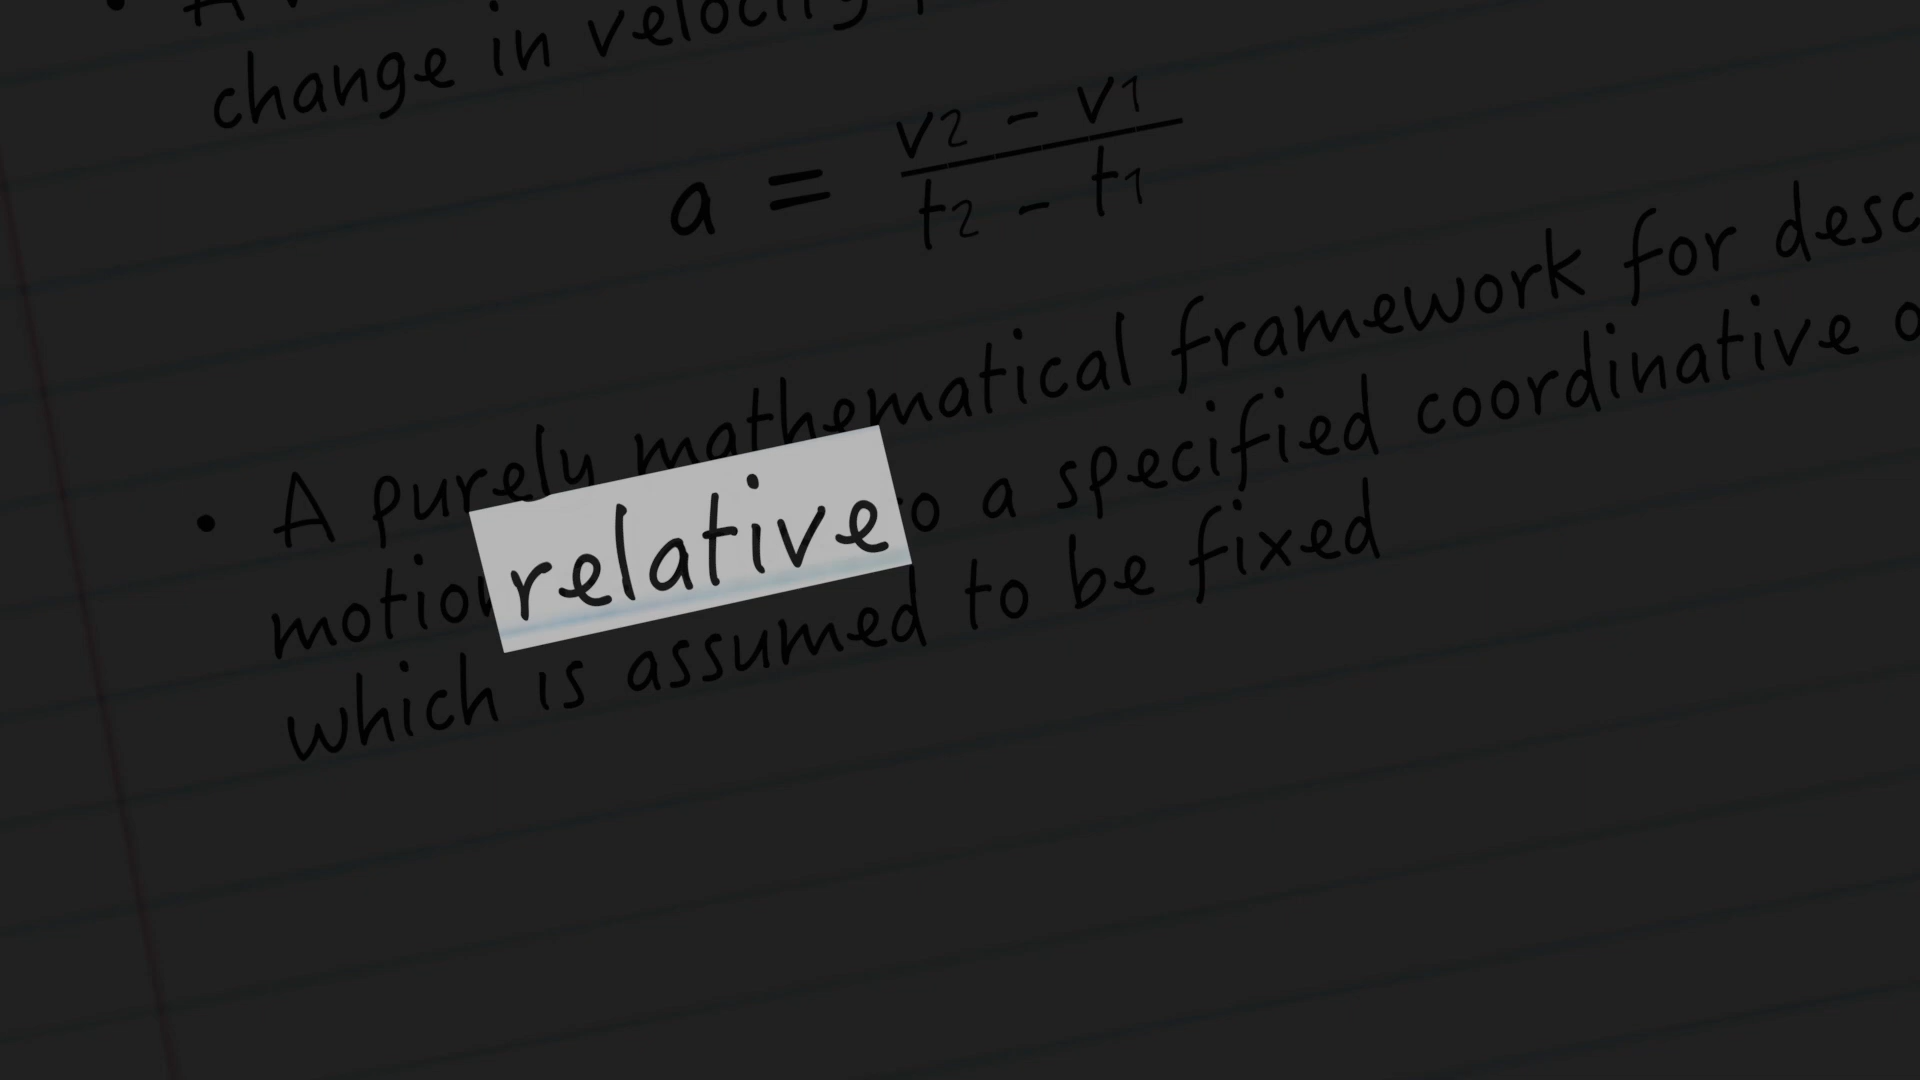 change in velocity
a = v2 - v1 / t2 - t1
• A purely mathematical framework for
motion relative to a specified coordinative
which is assumed to be fixed